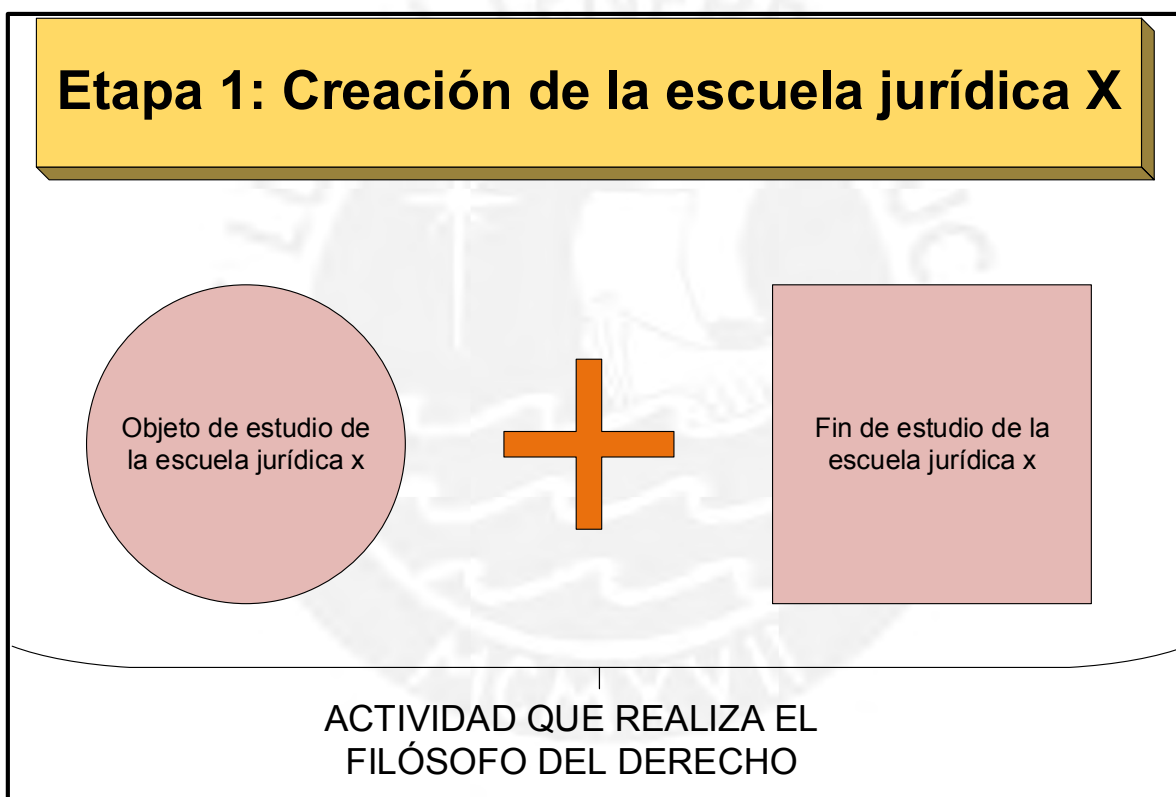 Etapa 1: Creación de la escuela jurídica X
Objeto de estudio de
la escuela jurídica x
Fin de estudio de la
escuela jurídica x
ACTIVIDAD QUE REALIZA EL
FILÓSOFO DEL DERECHO